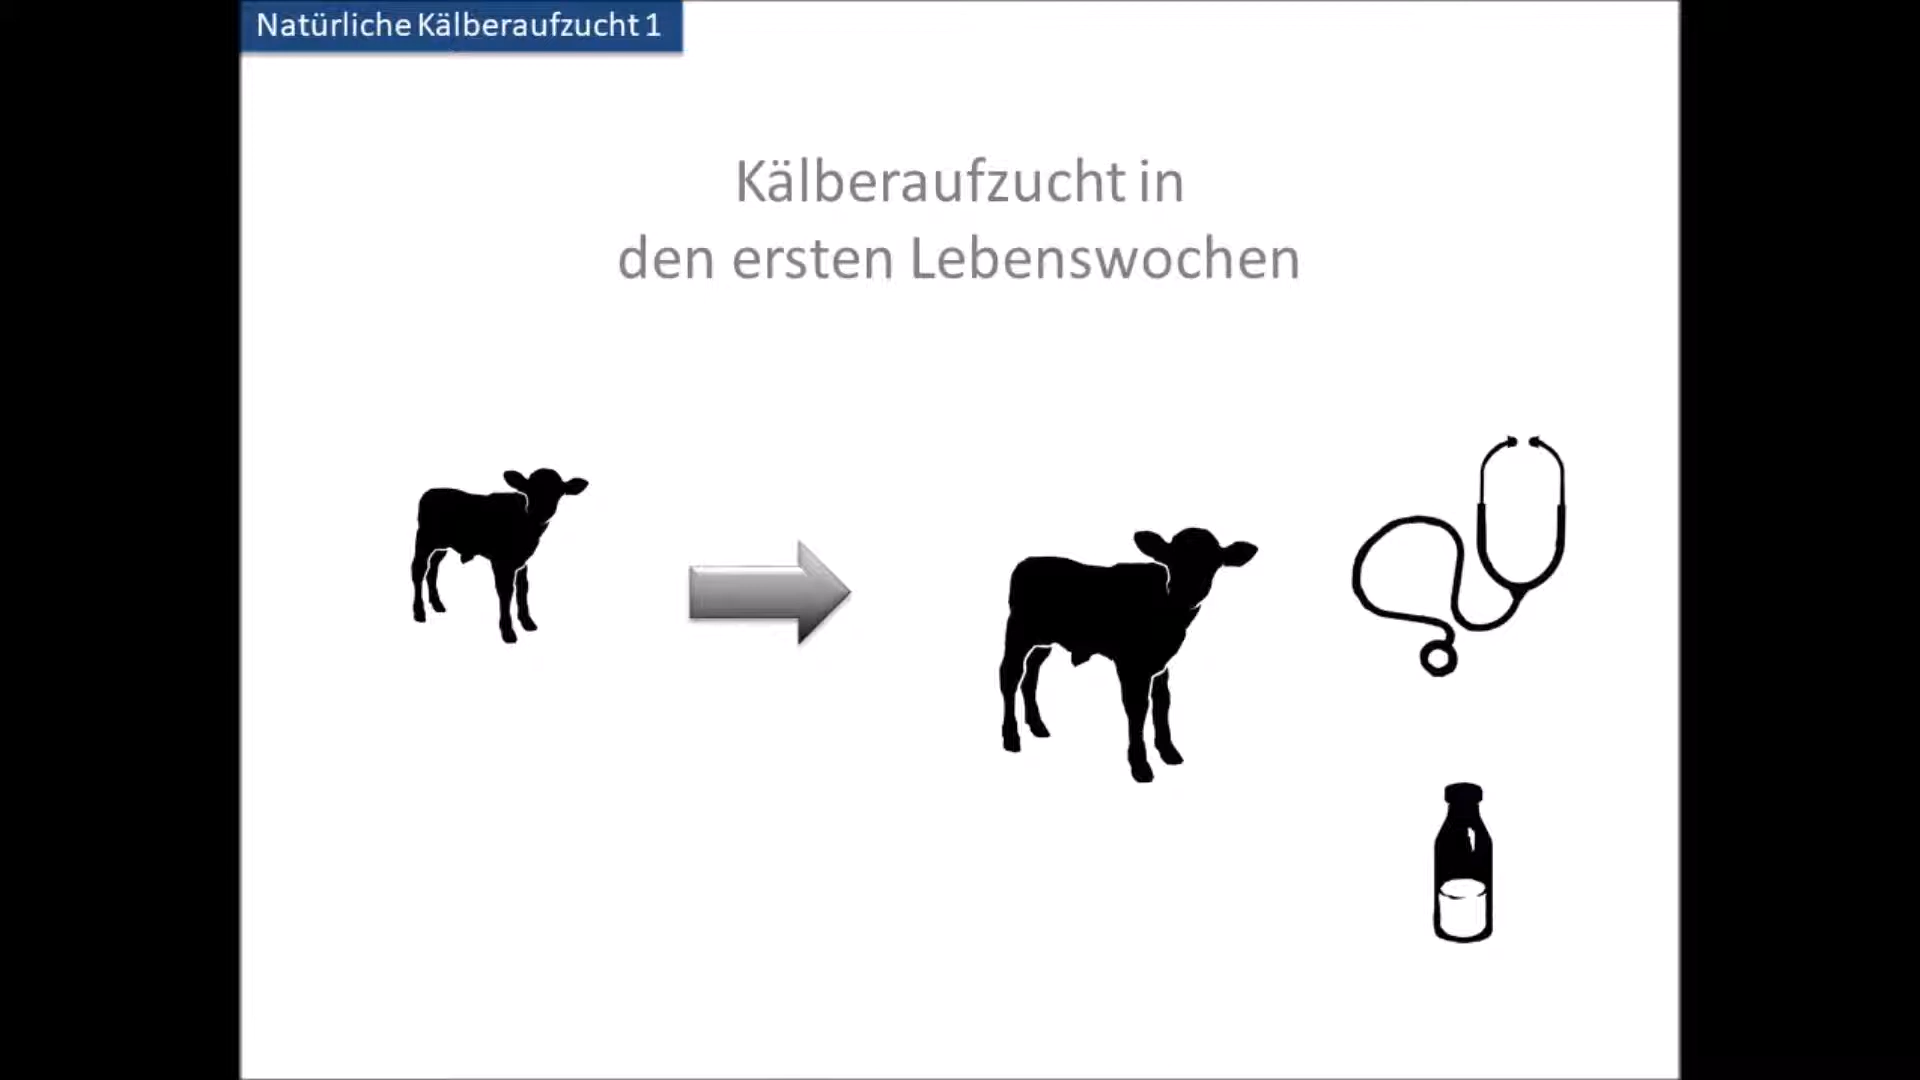 Natürliche Kälberaufzucht 1
Kälberaufzucht in
den ersten Lebenswochen